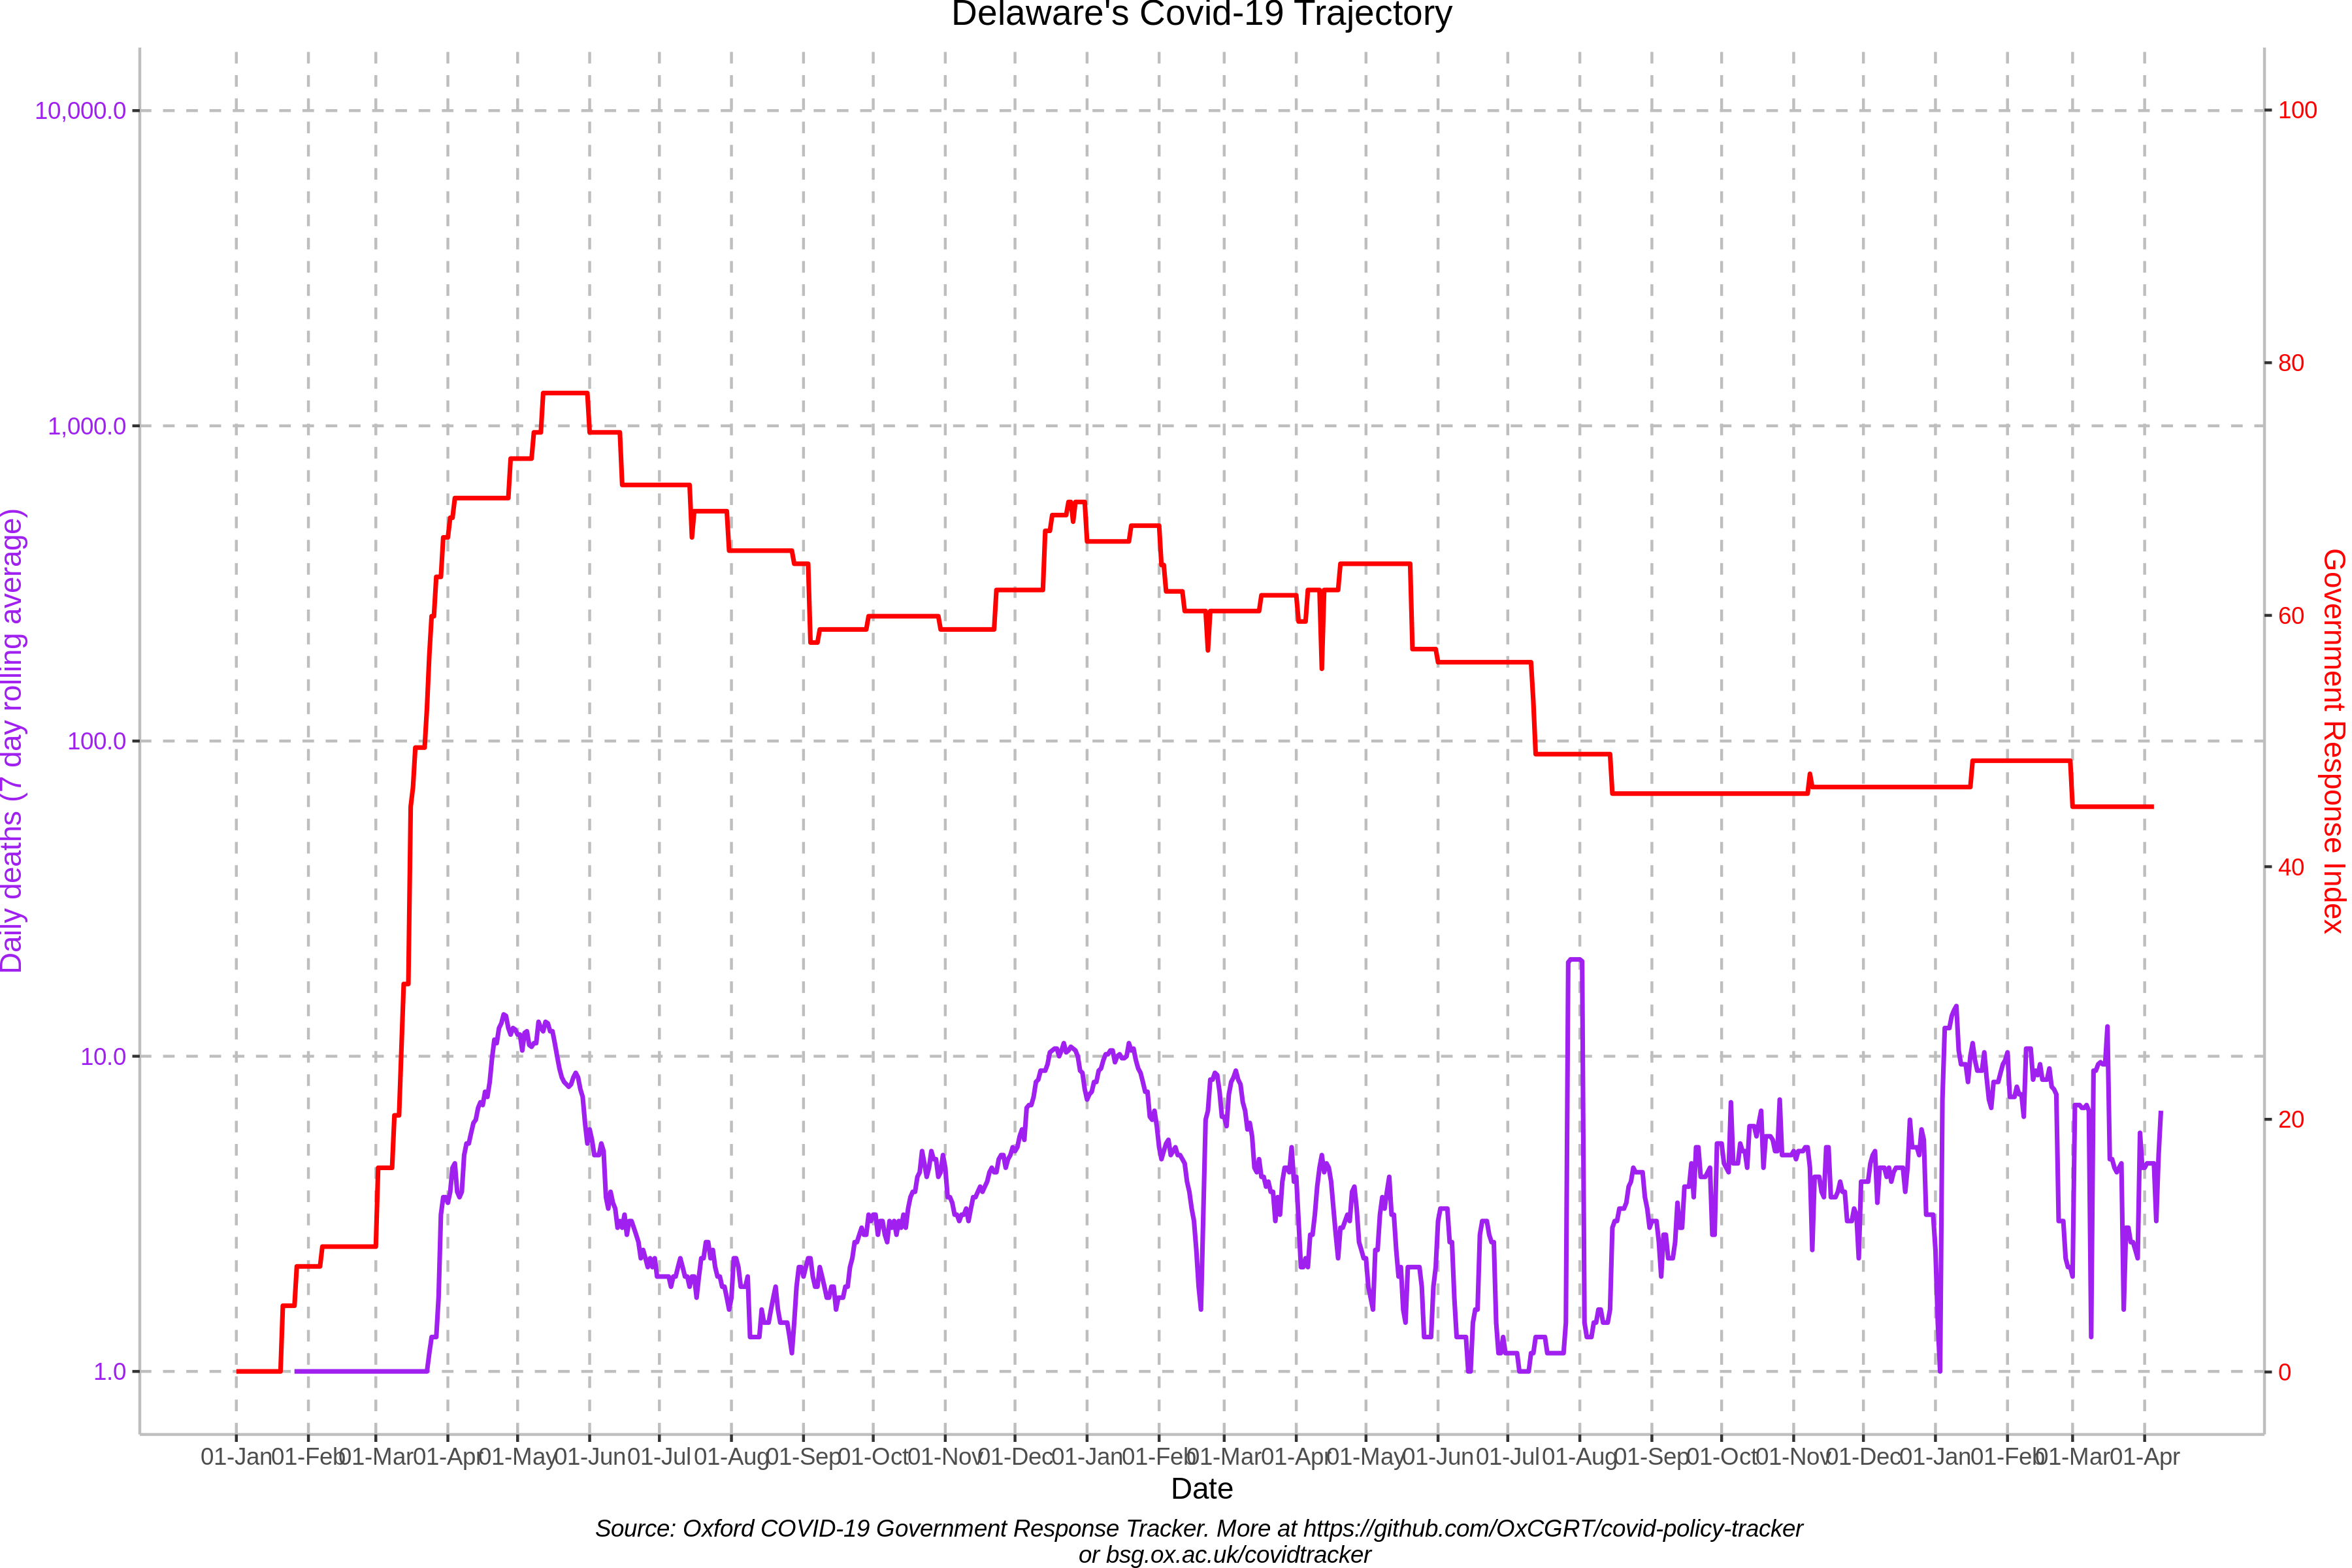 Delaware's Covid-19 Trajectory
10,000.0
1,000.0
100.0
10.0
1.0
Daily deaths (7 day rolling average)
100
80
60
40
20
0
Government Response Index
01-Jan 01-Feb 01-Mar 01-Apr 01-May 01-Jun 01-Jul 01-Aug 01-Sep 01-Oct 01-Nov 01-Dec 01-Jan 01-Feb 01-Mar 01-Apr 01-May 01-Jun 01-Jul 01-Aug 01-Sep 01-Oct 01-Nov 01-Dec 01-Jan 01-Feb 01-Mar 01-Apr
Date
Source: Oxford COVID-19 Government Response Tracker. More at https://github.com/OxCGRT/covid-policy-tracker
or bsg.ox.ac.uk/covidtracker